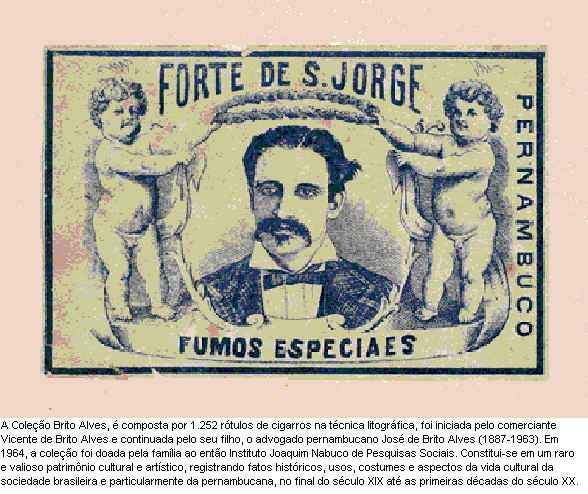 FORTE DE S. JORGE
PERNAMBUCO
FUMOS ESPECIAES
A Coleção Brito Alves, é composta por 1.252 rótulos de cigarros na técnica litográfica, foi iniciada pelo comerciante
Vicente de Brito Alves e continuada pelo seu filho, o advogado pernambucano José de Brito Alves (1887-1963). Em
1964, a coleção foi doada pela família ao então Instituto Joaquim Nabuco de Pesquisas Sociais. Constitui-se em um raro
e valioso patrimônio cultural e artístico, registrando fatos históricos, usos, costumes e aspectos da vida cultural da
sociedade brasileira e particularmente da pernambucana, no final do século XIX até as primeiras décadas do século XX.